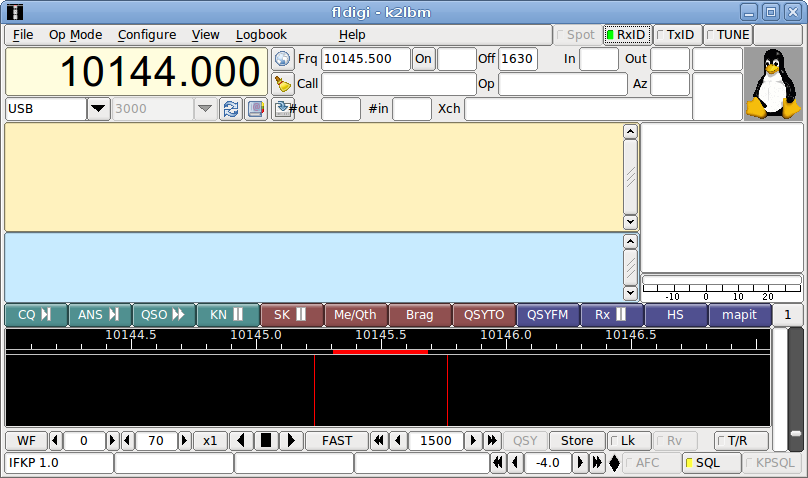 fldigi - k2lbm
File Op Mode Configure View Logbook Help Spot RxID TxID TUNE
10144.000 Frq 10145.500 On Off 1630 In Out
Call Op Az
USB 3000 #out #in Xch
-10 0 10 20
CQ ANS QSO KN SK Me/Qth Brag QSYTO QSYFM Rx HS mapit 1
10144.5 10145.0 10145.5 10146.0 10146.5
WF 0 70 x1 FAST 1500 QSY Store Lk Rv T/R
IFKP 1.0 -4.0 AFC SQL KPSQL